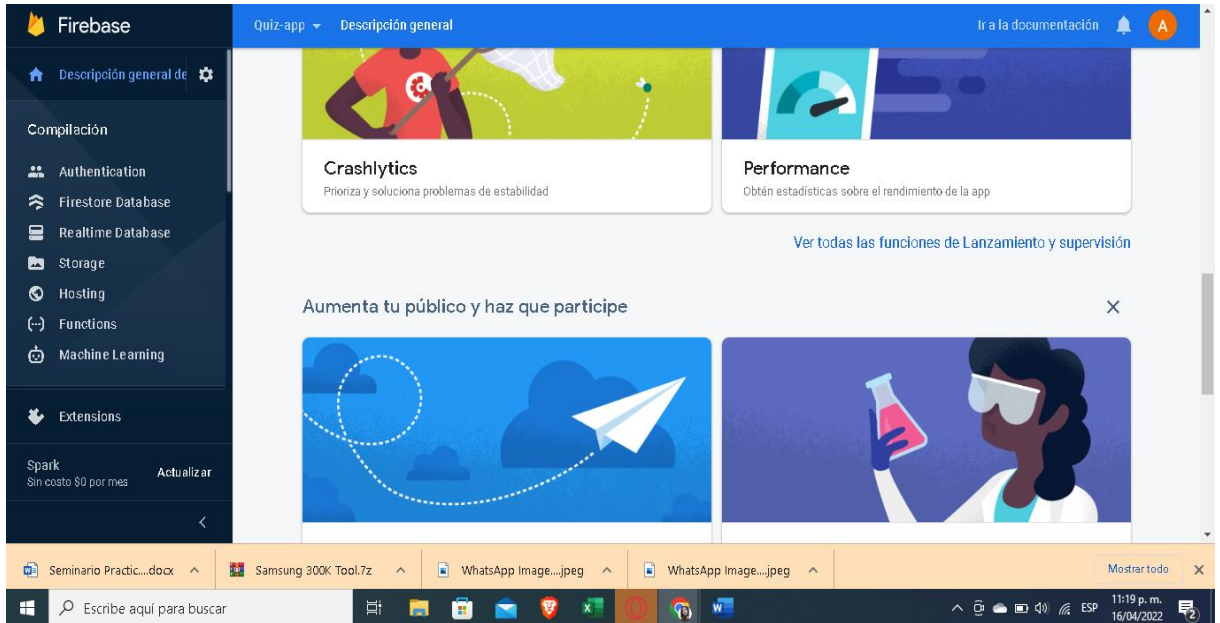 Firebase
Quiz-app
Descripción general
Ir a la documentación
A
Descripción general de
Compilación
Authentication
Firestore Database
Realtime Database
Storage
Hosting
Functions
Machine Learning
Extensions
Spark
Sin costo $0 por mes
Actualizar
Crashlytics
Prioriza y soluciona problemas de estabilidad
Performance
Obtén estadísticas sobre el rendimiento de la app
Ver todas las funciones de Lanzamiento y supervisión
Aumenta tu público y haz que participe
Seminario Practic....docx
Samsung 300K Tool.7z
WhatsApp Image....jpeg
WhatsApp Image....jpeg
Mostrar todo
Escribe aquí para buscar
ESP
11:19 p. m.
16/04/2022
2